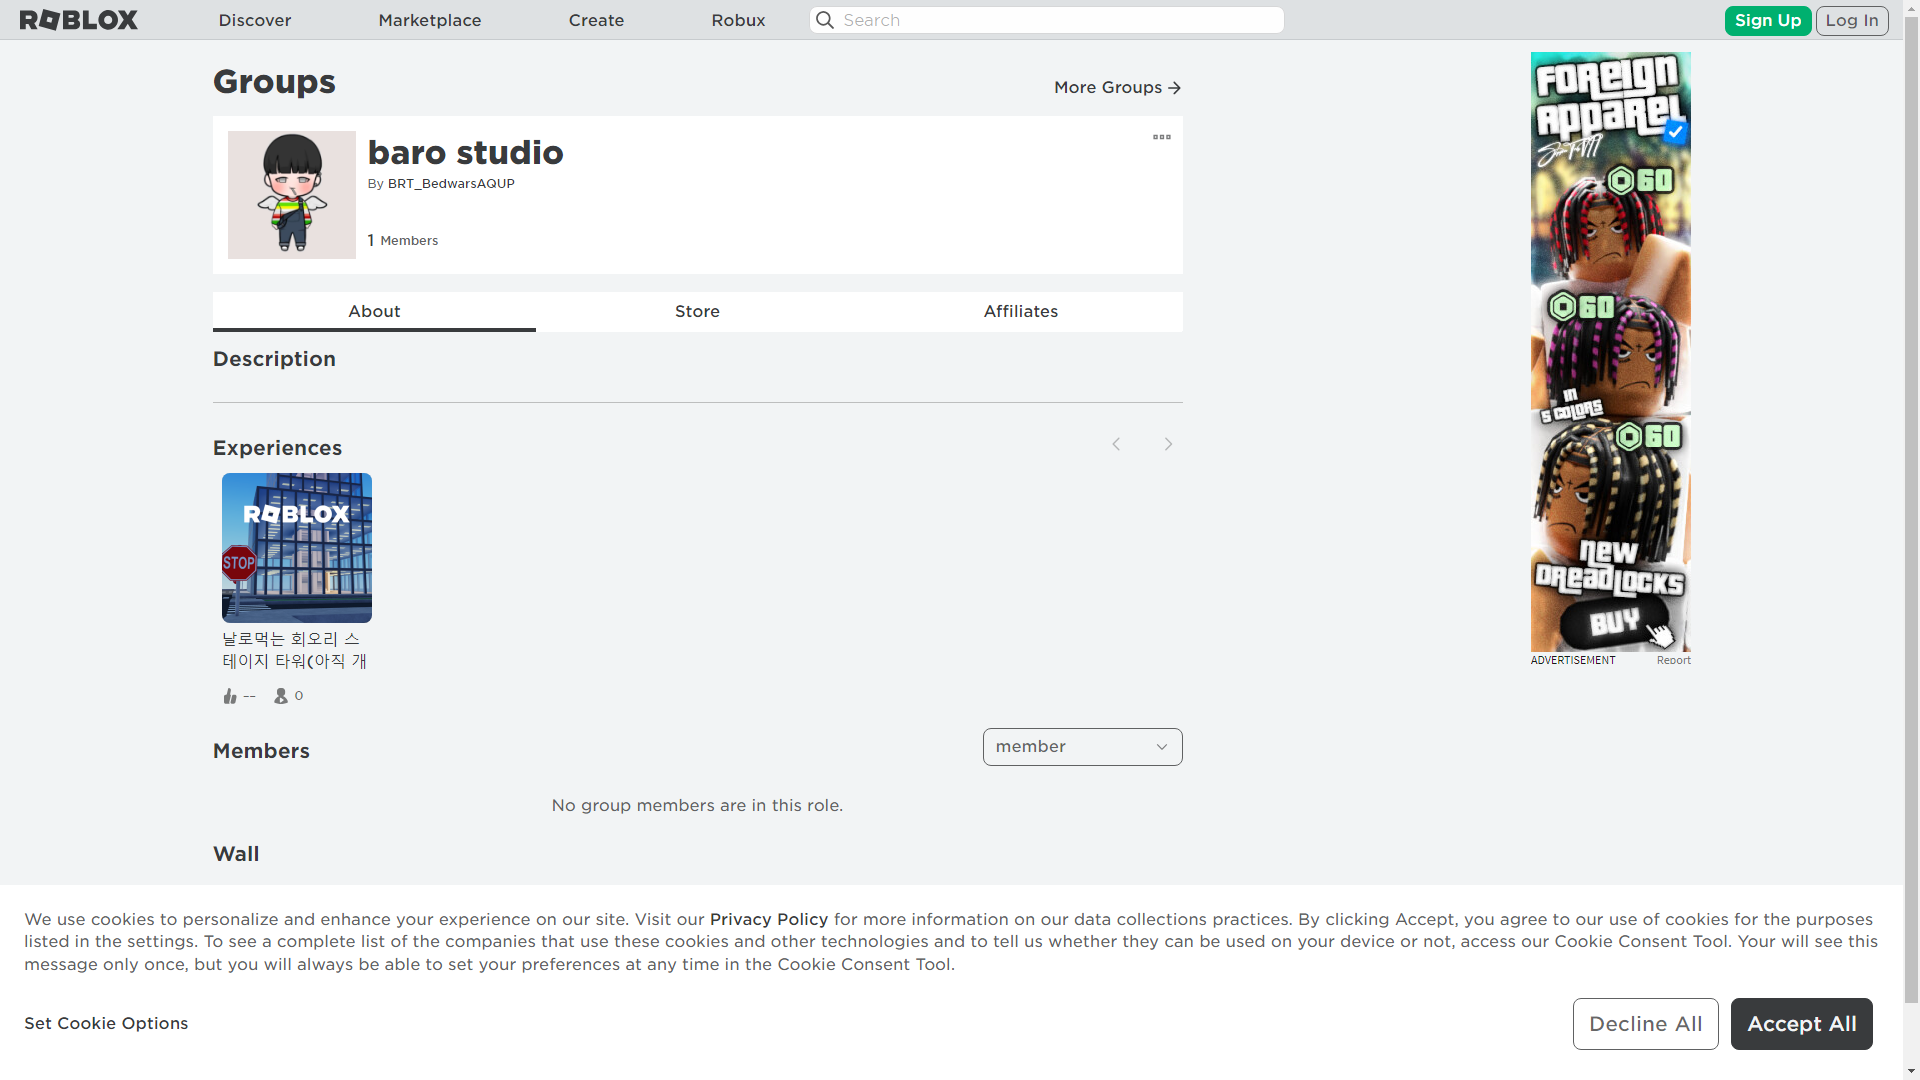 ROBLOX
Discover
Marketplace
Create
Robux
Search
Sign Up
Log In
Groups
More Groups
baro studio
By BRT_BedwarsAQUP
1 Members
About
Store
Affiliates
Description
Experiences
ROBLOX
STOP
날로먹는 회오리 스
테이지 타워(아직 개
--
0
Members
member
No group members are in this role.
Wall
FOREIGN
APPAREL
60
60
IN
5 COLORS
60
NEW
DREADLOCKS
BUY
ADVERTISEMENT
Report
We use cookies to personalize and enhance your experience on our site. Visit our Privacy Policy for more information on our data collections practices. By clicking Accept, you agree to our use of cookies for the purposes
listed in the settings. To see a complete list of the companies that use these cookies and other technologies and to tell us whether they can be used on your device or not, access our Cookie Consent Tool. Your will see this
message only once, but you will always be able to set your preferences at any time in the Cookie Consent Tool.
Set Cookie Options
Decline All
Accept All